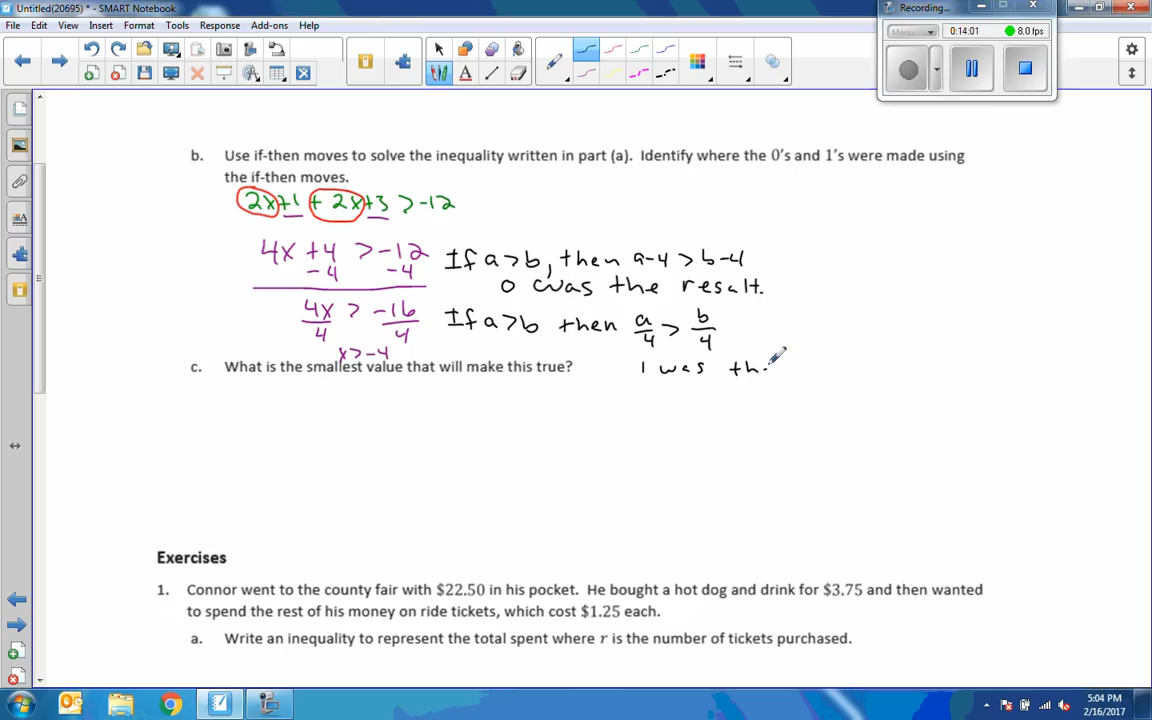 Untitled(20695) * - SMART Notebook
Recording...
File Edit View Insert Format Tools Response Add-ons Help
Menu
0:14:01
8.0 fps
b. Use if-then moves to solve the inequality written in part (a). Identify where the 0's and 1's were made using
the if-then moves.
2x+1 + 2x+3 > -12
4x +4 > -12 If a > b, then a-4 > b-4
-4 -4
0 was the result.
4x > -16 If a > b then a > b
4 4 4 4
x > -4
c. What is the smallest value that will make this true? 1 was th
Exercises
1. Connor went to the county fair with $22.50 in his pocket. He bought a hot dog and drink for $3.75 and then wanted
to spend the rest of his money on ride tickets, which cost $1.25 each.
a. Write an inequality to represent the total spent where r is the number of tickets purchased.
5:04 PM
2/16/2017